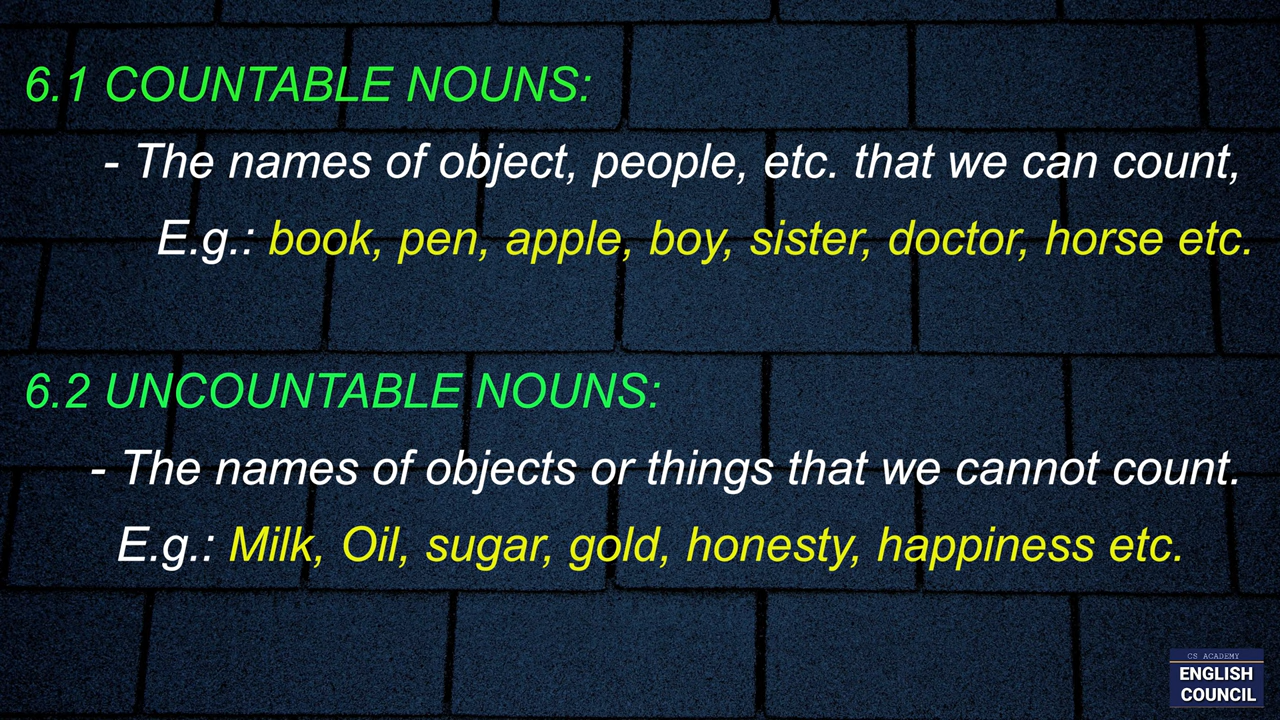 6.1 COUNTABLE NOUNS:
- The names of object, people, etc. that we can count,
E.g.: book, pen, apple, boy, sister, doctor, horse etc.
6.2 UNCOUNTABLE NOUNS:
- The names of objects or things that we cannot count.
E.g.: Milk, Oil, sugar, gold, honesty, happiness etc.
CS ACADEMY
ENGLISH
COUNCIL